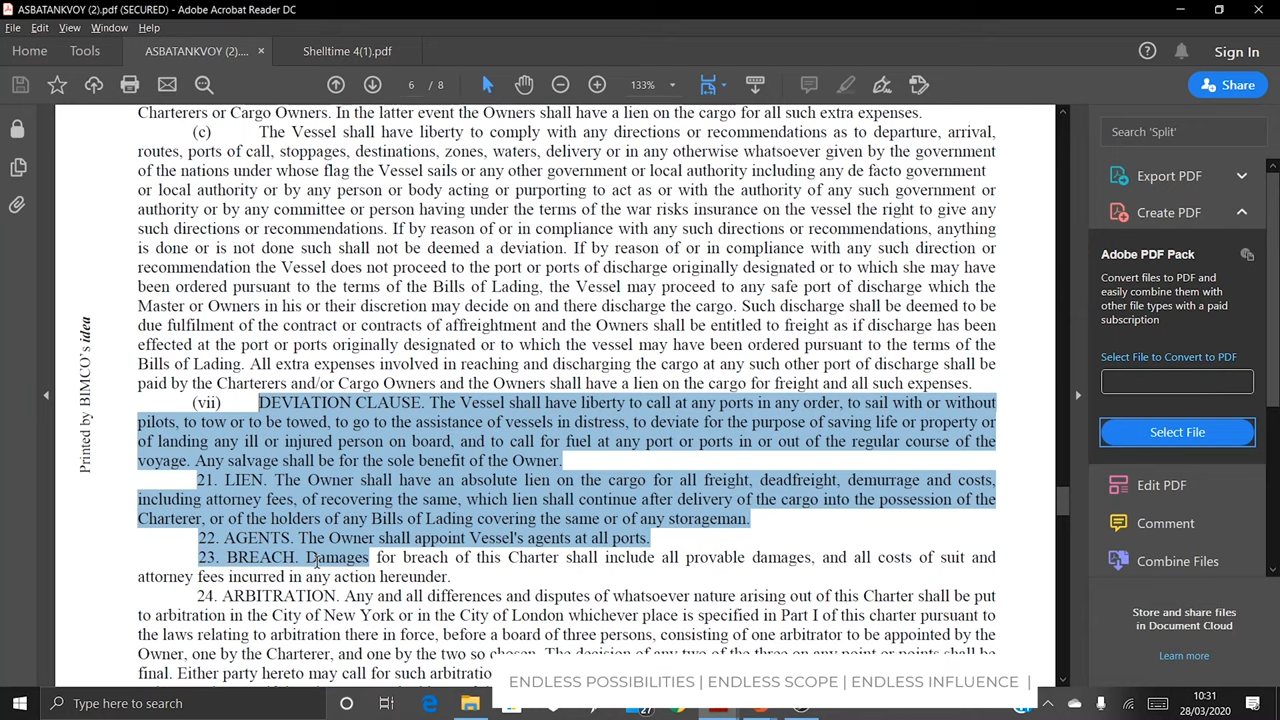 ASBATANKVOY (2).pdf (SECURED) - Adobe Acrobat Reader DC
File Edit View Window Help
Home Tools ASBATANKVOY (2).... × Shelltime 4(1).pdf Sign In
6 / 8 133% Share
Charterers or Cargo Owners. In the latter event the Owners shall have a lien on the cargo for all such extra expenses.
(c) The Vessel shall have liberty to comply with any directions or recommendations as to departure, arrival,
routes, ports of call, stoppages, destinations, zones, waters, delivery or in any otherwise whatsoever given by the government
of the nations under whose flag the Vessel sails or any other government or local authority including any de facto government
or local authority or by any person or body acting or purporting to act as or with the authority of any such government or
authority or by any committee or person having under the terms of the war risks insurance on the vessel the right to give any
such directions or recommendations. If by reason of or in compliance with any such directions or recommendations, anything
is done or is not done such shall not be deemed a deviation. If by reason of or in compliance with any such direction or
recommendation the Vessel does not proceed to the port or ports of discharge originally designated or to which she may have
been ordered pursuant to the terms of the Bills of Lading, the Vessel may proceed to any safe port of discharge which the
Master or Owners in his or their discretion may decide on and there discharge the cargo. Such discharge shall be deemed to be
due fulfilment of the contract or contracts of affreightment and the Owners shall be entitled to freight as if discharge has been
effected at the port or ports originally designated or to which the vessel may have been ordered pursuant to the terms of the
Bills of Lading. All extra expenses involved in reaching and discharging the cargo at any such other port of discharge shall be
paid by the Charterers and/or Cargo Owners and the Owners shall have a lien on the cargo for freight and all such expenses.
(vii) DEVIATION CLAUSE. The Vessel shall have liberty to call at any ports in any order, to sail with or without
pilots, to tow or to be towed, to go to the assistance of vessels in distress, to deviate for the purpose of saving life or property or
of landing any ill or injured person on board, and to call for fuel at any port or ports in or out of the regular course of the
voyage. Any salvage shall be for the sole benefit of the Owner.
21. LIEN. The Owner shall have an absolute lien on the cargo for all freight, deadfreight, demurrage and costs,
including attorney fees, of recovering the same, which lien shall continue after delivery of the cargo into the possession of the
Charterer, or of the holders of any Bills of Lading covering the same or of any storageman.
22. AGENTS. The Owner shall appoint Vessel's agents at all ports.
23. BREACH. Damages for breach of this Charter shall include all provable damages, and all costs of suit and
attorney fees incurred in any action hereunder.
24. ARBITRATION. Any and all differences and disputes of whatsoever nature arising out of this Charter shall be put
to arbitration in the City of New York or in the City of London whichever place is specified in Part I of this charter pursuant to
the laws relating to arbitration there in force, before a board of three persons, consisting of one arbitrator to be appointed by the
Owner, one by the Charterer, and one by the two so chosen. The decision of any two of the three on any point or points shall be
final. Either party hereto may call for such arbitration
Printed by BIMCO's idea
Search 'Split'
Export PDF
Create PDF
Adobe PDF Pack
Convert files to PDF and
easily combine them with
other file types with a paid
subscription
Select File to Convert to PDF
Select File
Edit PDF
Comment
Combine Files
Store and share files
in Document Cloud
Learn more
ENDLESS POSSIBILITIES | ENDLESS SCOPE | ENDLESS INFLUENCE |
Type here to search
27
10:31
28/03/2020